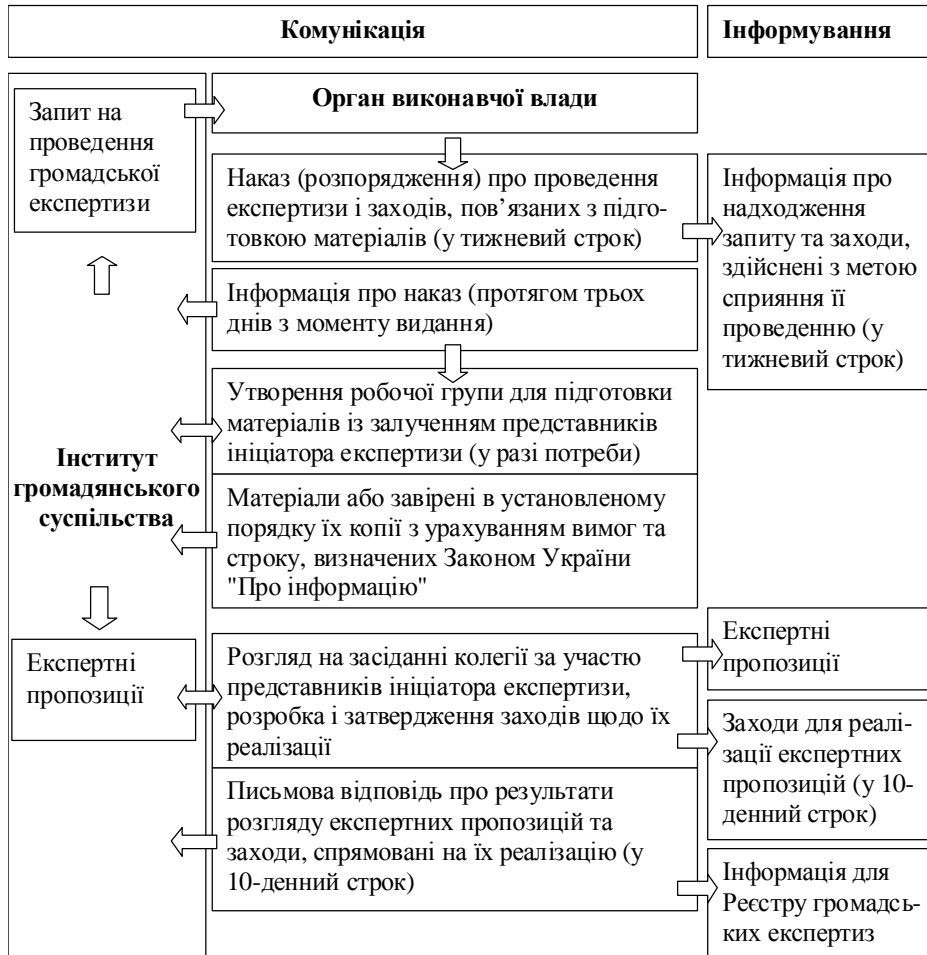 Комунікація
Інформування
Запит на
проведення
громадської
експертизи
Орган виконавчої влади
Наказ (розпорядження) про проведення
експертизи і заходів, пов’язаних з підго-
товкою матеріалів (у тижневий строк)
Інформація про
надходження
запиту та заходи,
здійснені з метою
сприяння її
проведенню (у
тижневий строк)
Інформація про наказ (протягом трьох
днів з моменту видання)
Утворення робочої групи для підготовки
матеріалів із залученням представників
ініціатора експертизи (у разі потреби)
Інститут
громадянського
суспільства
Матеріали або завірені в установленому
порядку їх копії з урахуванням вимог та
строку, визначених Законом України
"Про інформацію"
Експертні
пропозиції
Розгляд на засіданні колегії за участю
представників ініціатора експертизи,
розробка і затвердження заходів щодо їх
реалізації
Експертні
пропозиції
Заходи для реалі-
зації експертних
пропозицій (у 10-
денний строк)
Письмова відповідь про результати
розгляду експертних пропозицій та
заходи, спрямовані на їх реалізацію (у
10-денний строк)
Інформація для
Реєстру громадсь-
ких експертиз